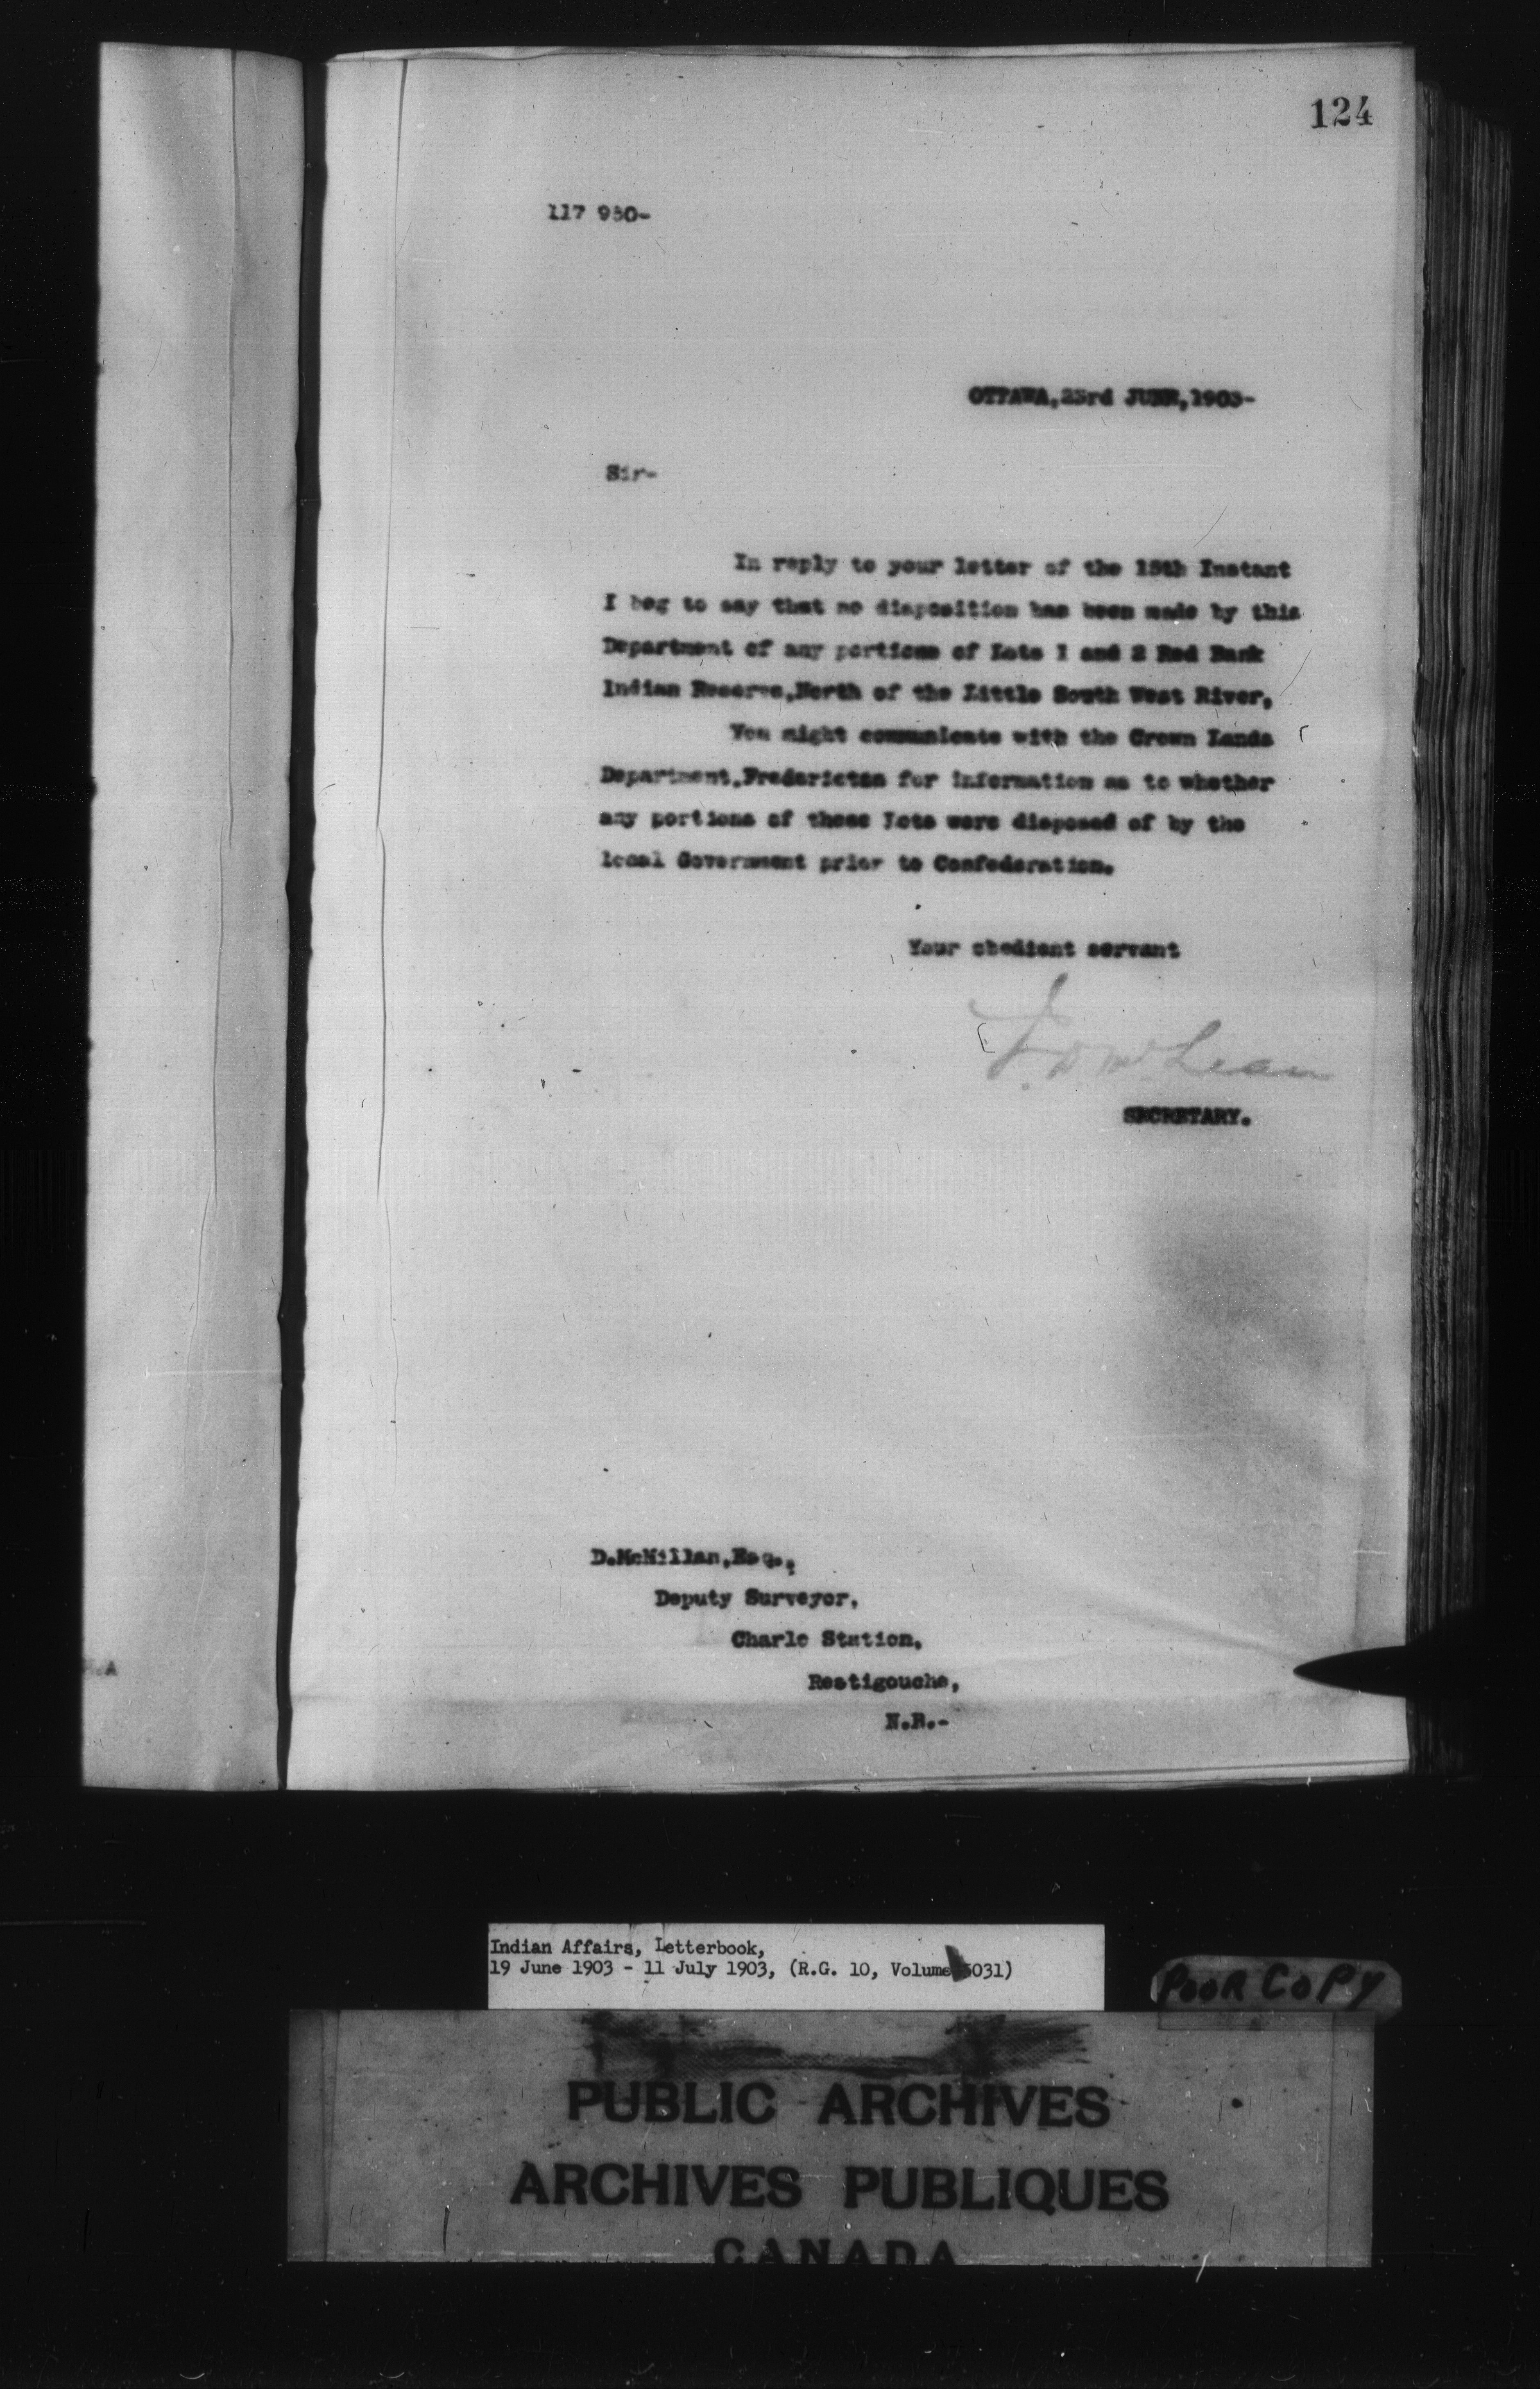 124
117 930-
OTTAWA,23rd JUNE,1903-
Sir-
In reply to your letter of the 15th Instant
I beg to say that no disposition has been made by this
Department of any portions of Lots 1 and 2 Red Bank
Indian Reserve,North of the Little South West River,
You might communicate with the Crown Lands
Department.Fredericton for information as to whether
any portions of these Lots were disposed of by the
local Government prior to Confederation.
Your obedient servant
J.D.McLean
SECRETARY.
D.McMillan,Esq.,
Deputy Surveyor,
Charlo Station,
Restigouche,
N.B.-
Indian Affairs, Letterbook,
19 June 1903 - 11 July 1903, (R.G. 10, Volume 5031)
POOR COPY
PUBLIC ARCHIVES
ARCHIVES PUBLIQUES
CANADA